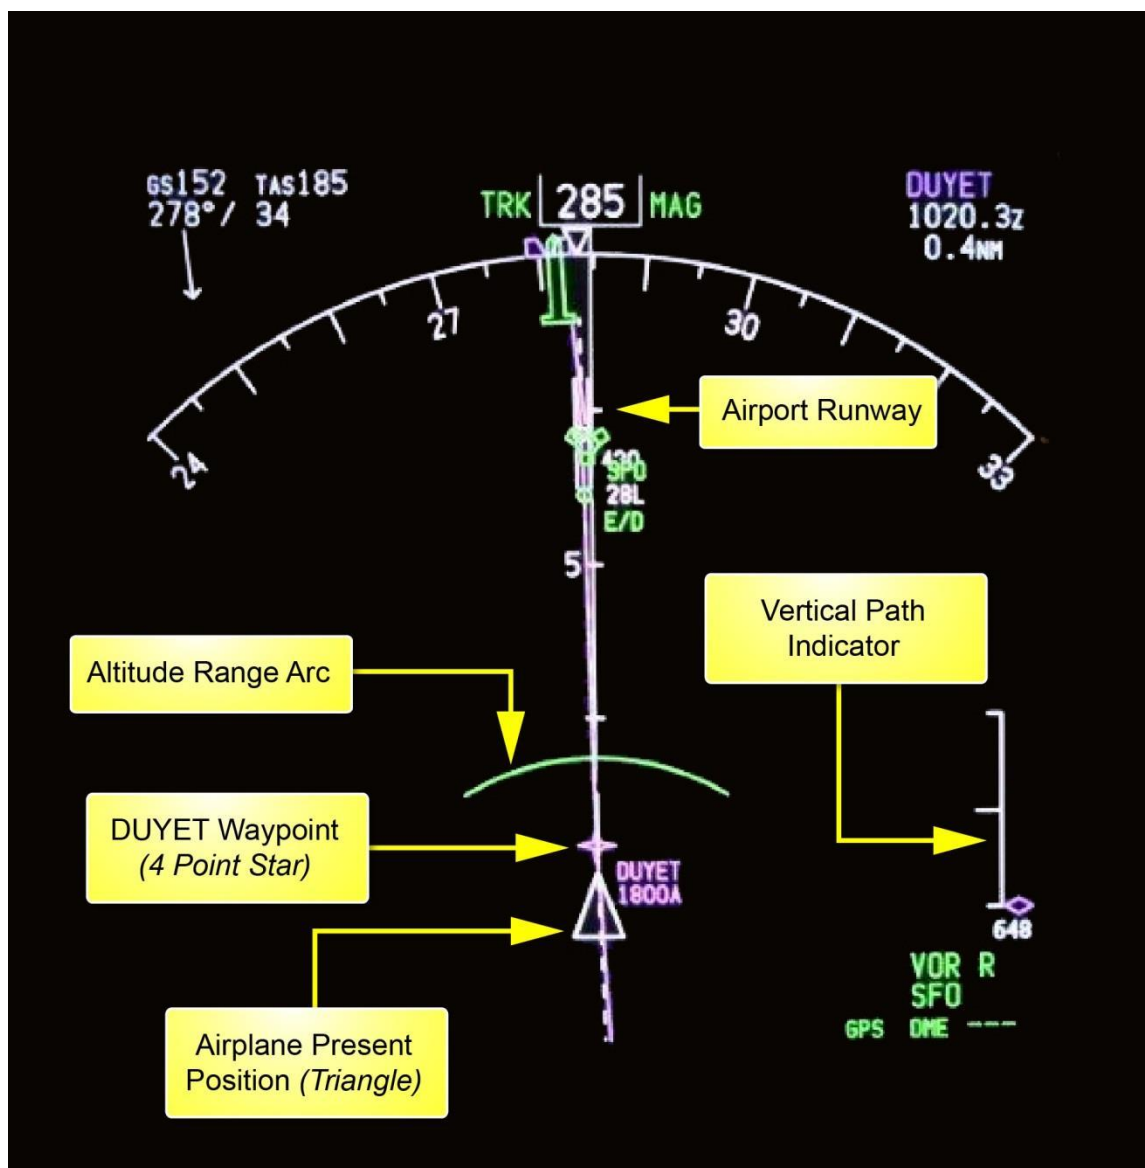 GS152 TAS185
278°/ 34
TRK 285 MAG
DUYET
1020.3Z
0.4NM
24
27
30
33
Airport Runway
SFO
28L
E/D
5
Vertical Path
Indicator
Altitude Range Arc
DUYET Waypoint
(4 Point Star)
DUYET
1800A
648
Airplane Present
Position (Triangle)
VOR R
SFO
GPS DME ---